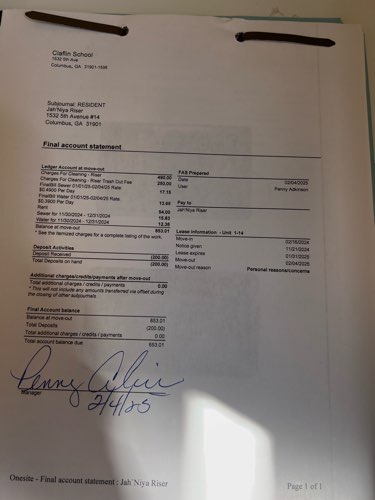 Claflin School
1532 5th Ave
Columbus, GA 31901-1596
Subjournal: RESIDENT
Jah'Niya Riser
1532 5th Avenue #14
Columbus, GA 31901
Final account statement
Ledger Account at move-out
Charges For Cleaning - Riser 490.00
Charges For Cleaning - Riser Trash Out Fee 250.00
FinalBill Sewer 01/01/25-02/04/25 Rate: $0.4900 Per Day 17.15
FinalBill Water 01/01/25-02/04/25 Rate: $0.3900 Per Day 13.65
Rent 54.00
Sewer for 11/30/2024 - 12/31/2024
Water for 11/30/2024 - 12/31/2024 12.38
Balance at move-out 853.01
* See the itemized charges for a complete listing of the work.
FAS Prepared
Date 02/04/2025
User Penny Adkinson
Pay to
Jah'Niya Riser
Lease information - Unit 1-14
Move-in 02/16/2024
Notice given 11/21/2024
Lease expires 01/31/2025
Move-out 02/04/2025
Move-out reason Personal reasons/concerns
Deposit Activities
Deposit Received (200.00)
Total Deposits on hand (200.00)
Additional charges/credits/payments after move-out
Total additional charges / credits / payments 0.00
* This will not include any amounts transferred via offset during the closing of other subjournals.
Final Account balance
Balance at move-out 853.01
Total Deposits (200.00)
Total additional charges / credits / payments 0.00
Total account balance due 653.01
Penny
Manager
2/4/25
Onesite - Final account statement ; Jah'Niya Riser
Page 1 of 1